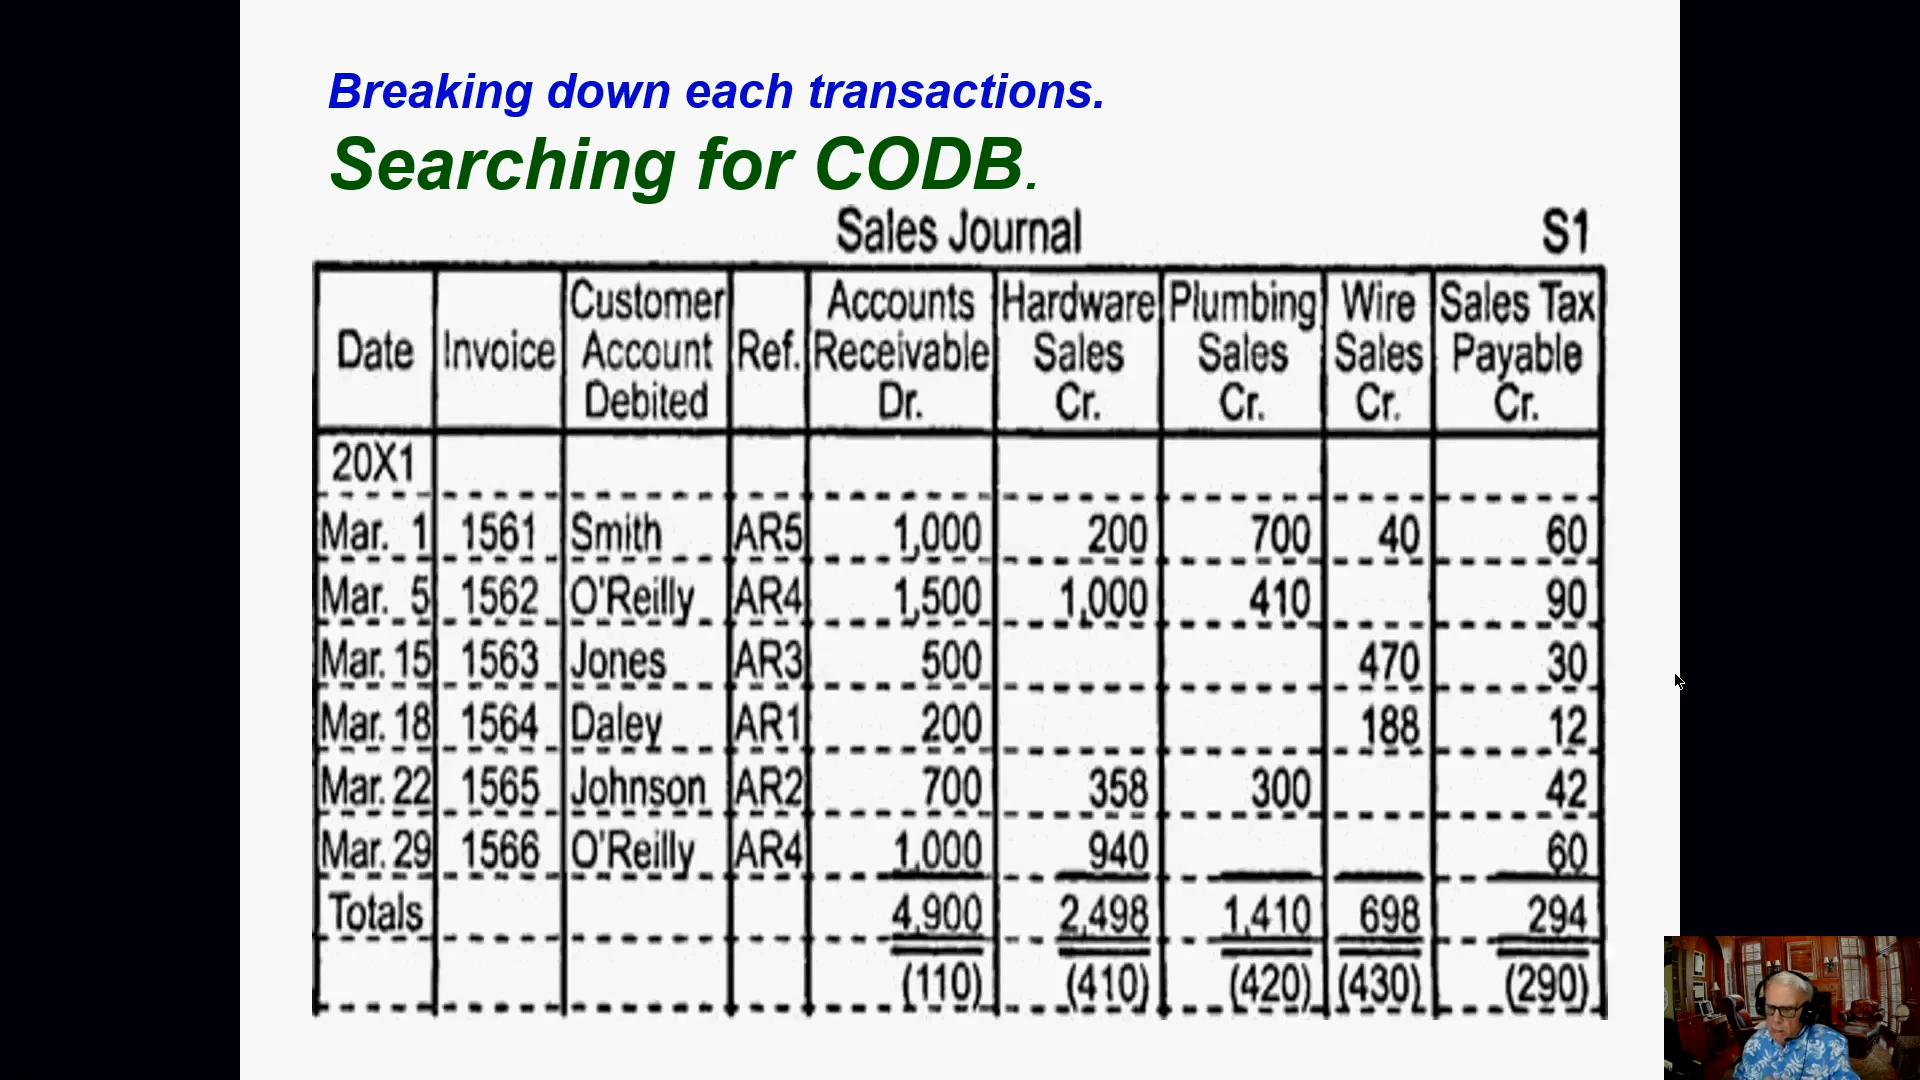 Breaking down each transactions.
Searching for CODB.
Sales Journal S1
Date Invoice Customer Account Debited Ref. Accounts Receivable Dr. Hardware Sales Cr. Plumbing Sales Cr. Wire Sales Cr. Sales Tax Payable Cr.
20X1
Mar. 1 1561 Smith AR5 1,000 200 700 40 60
Mar. 5 1562 O'Reilly AR4 1,500 1,000 410 90
Mar. 15 1563 Jones AR3 500 470 30
Mar. 18 1564 Daley AR1 200 188 12
Mar. 22 1565 Johnson AR2 700 358 300 42
Mar. 29 1566 O'Reilly AR4 1,000 940 60
Totals 4,900 2,498 1,410 698 294
(110) (410) (420) (430) (290)